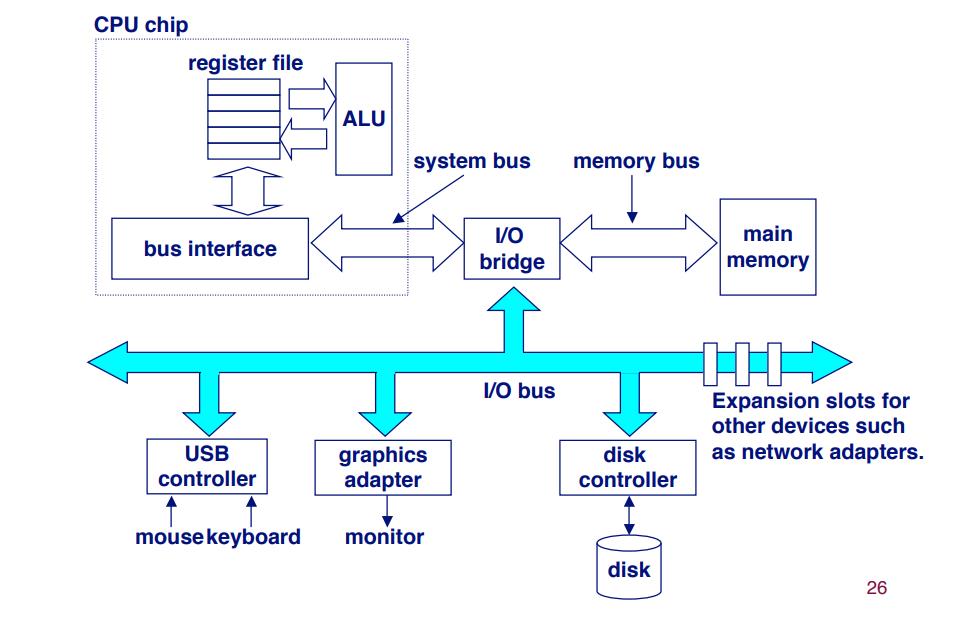 CPU chip
register file
ALU
system bus
memory bus
bus interface
I/O
bridge
main
memory
I/O bus
Expansion slots for
other devices such
as network adapters.
USB
controller
graphics
adapter
disk
controller
mouse keyboard
monitor
disk
26